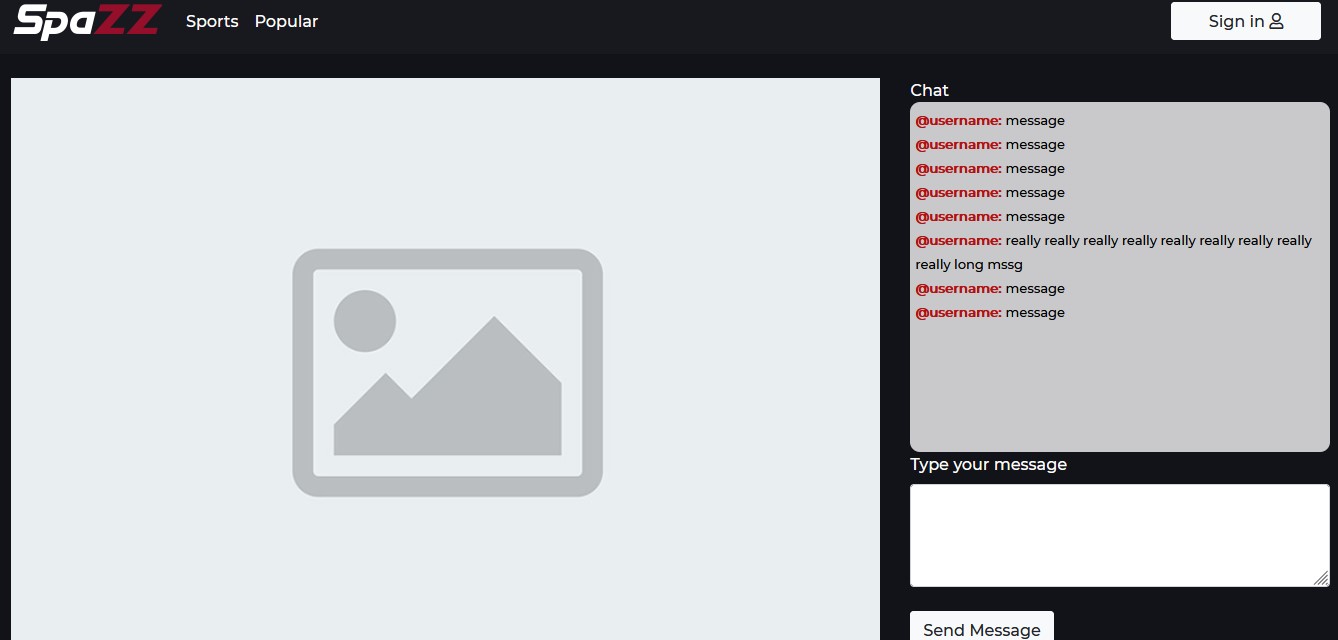 SpaZZ Sports Popular Sign in
Chat
@username: message
@username: message
@username: message
@username: message
@username: message
@username: really really really really really really really really
really long mssg
@username: message
@username: message
Type your message
Send Message